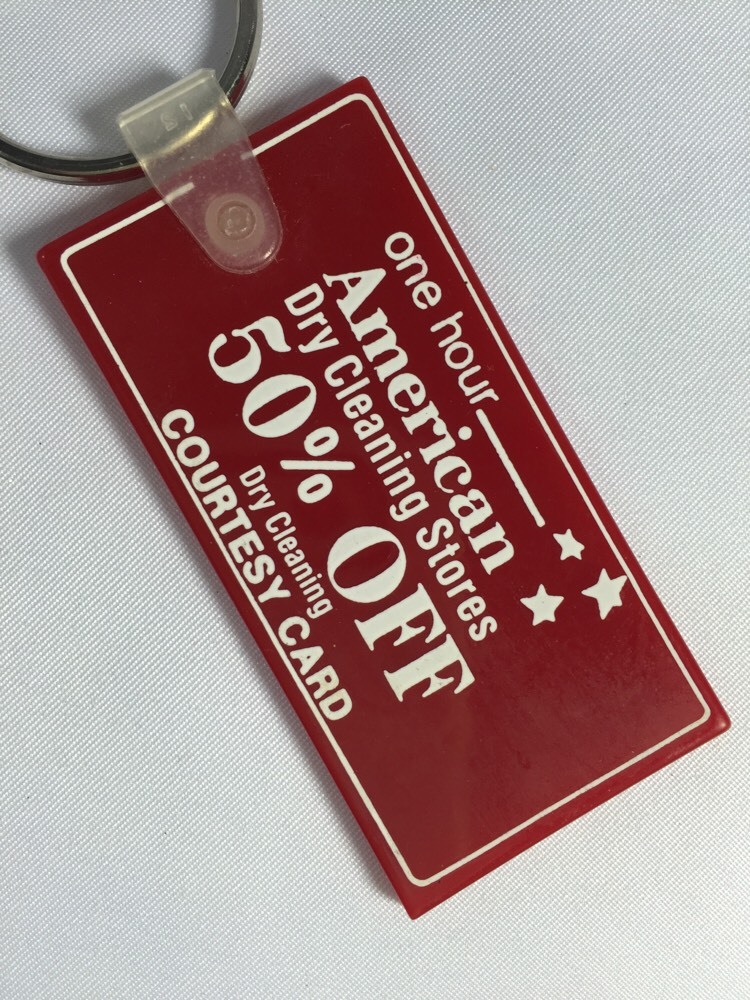 one hour
American
Dry Cleaning Stores
50% OFF
Dry Cleaning
COURTESY CARD